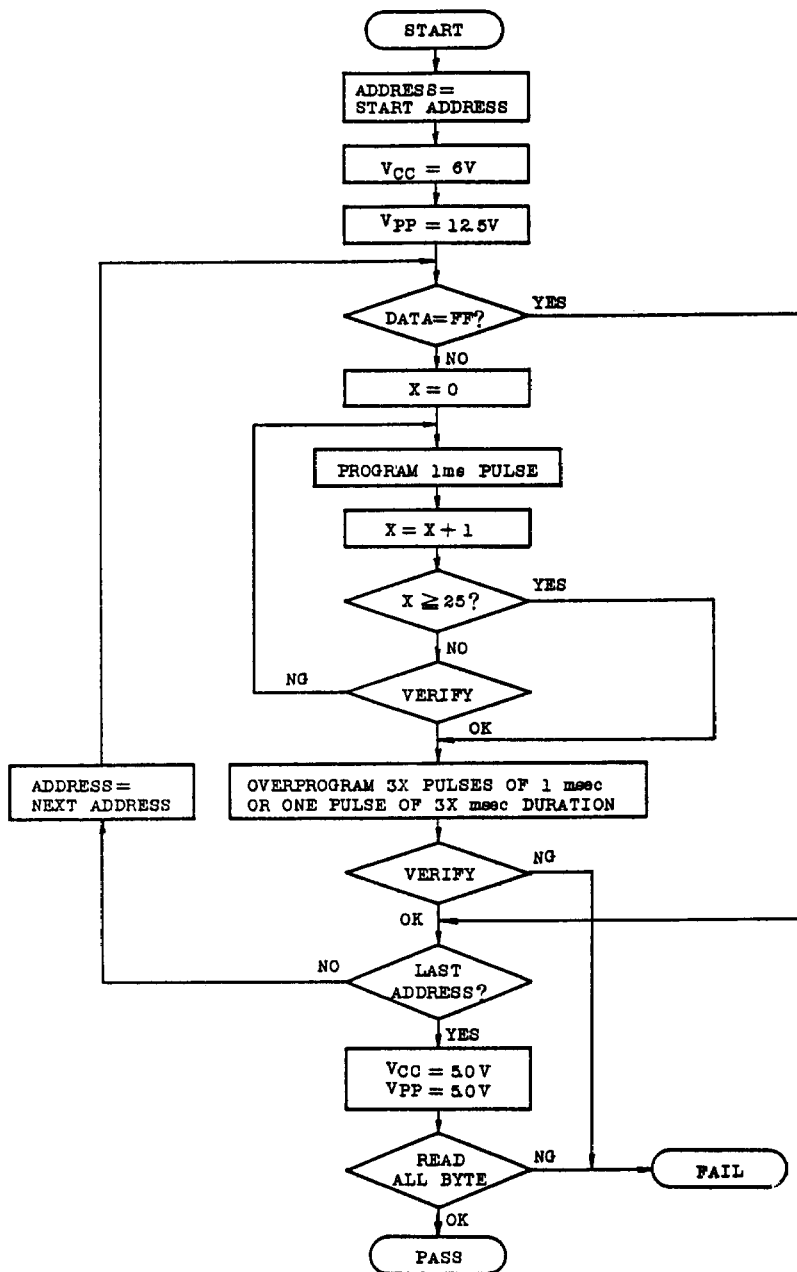 START
ADDRESS=
START ADDRESS
VCC = 6V
VPP = 12.5V
DATA=FF?
YES
NO
X = 0
PROGRAM 1ms PULSE
X = X + 1
X ≧ 25?
YES
NO
VERIFY
NG
OK
ADDRESS=
NEXT ADDRESS
OVERPROGRAM 3X PULSES OF 1 msec
OR ONE PULSE OF 3X msec DURATION
VERIFY
NG
OK
LAST
ADDRESS?
NO
YES
VCC = 5.0V
VPP = 5.0V
READ
ALL BYTE
NG
FAIL
OK
PASS